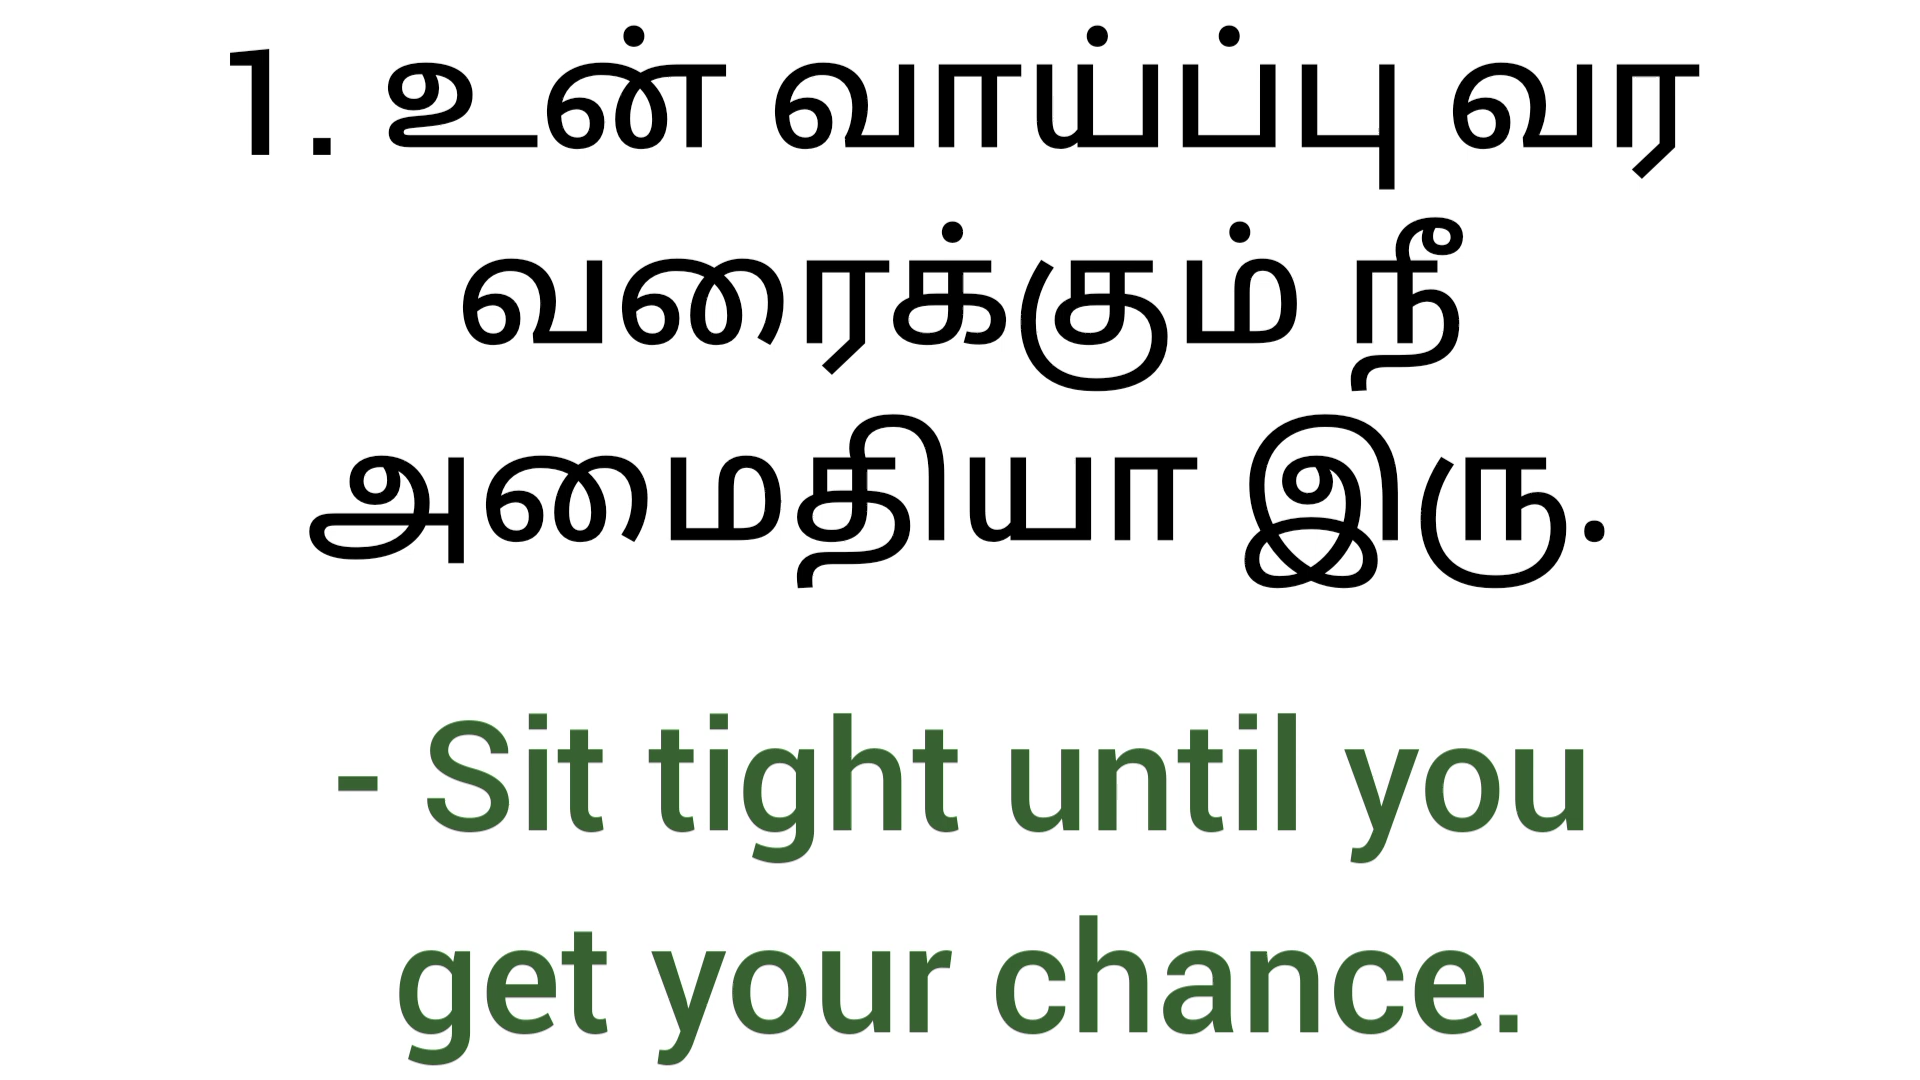 1. உன் வாய்ப்பு வர
வரைக்கும் நீ
அமைதியா இரு.
- Sit tight until you
get your chance.